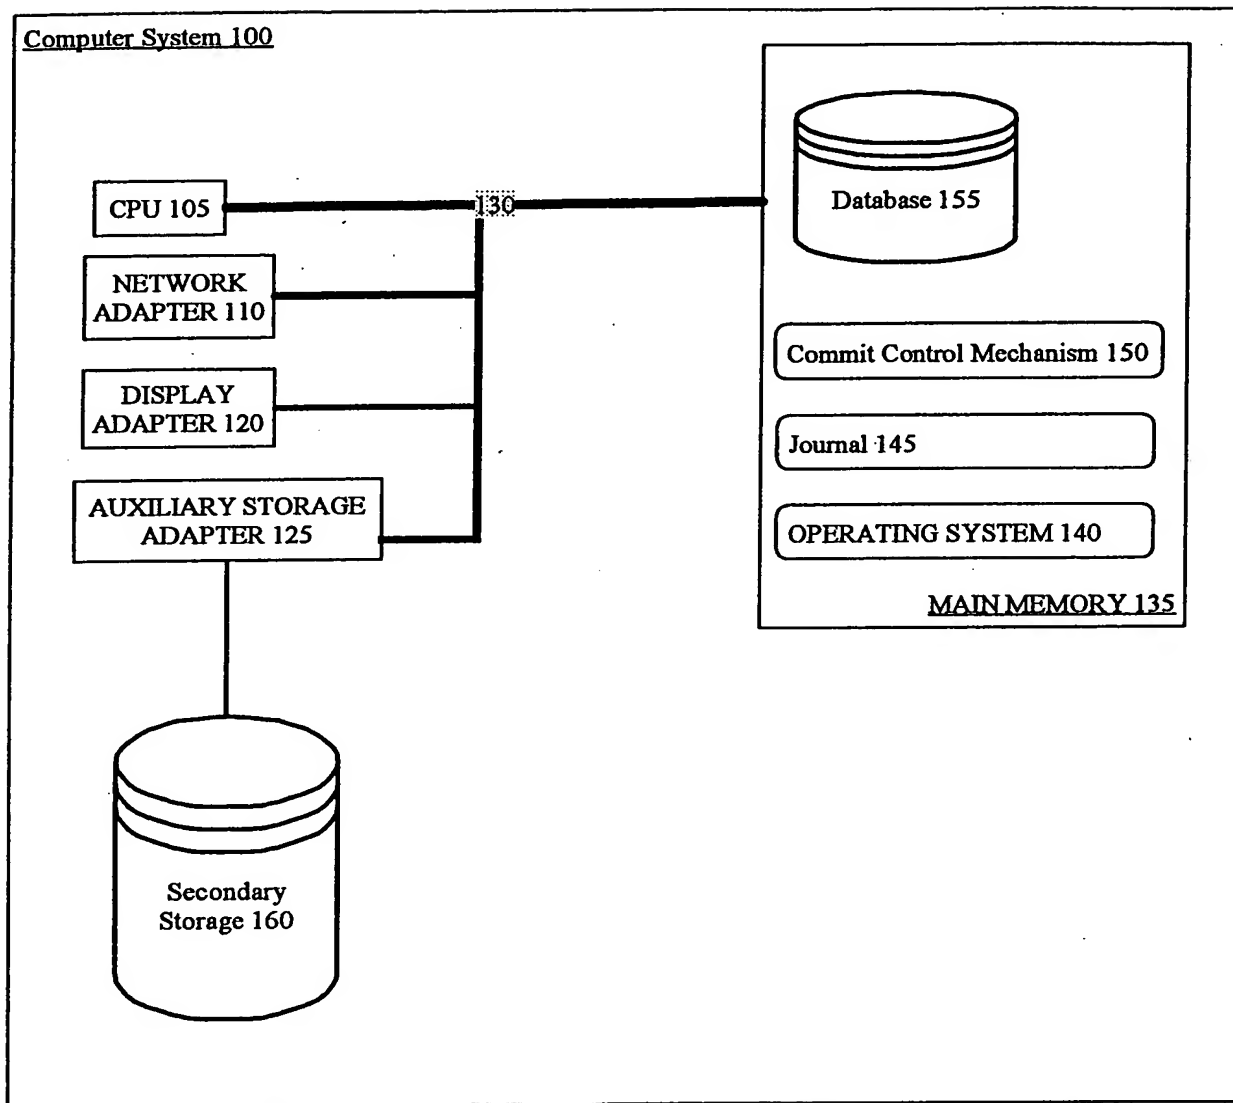 Computer System 100
Database 155
CPU 105
130
NETWORK
ADAPTER 110
Commit Control Mechanism 150
DISPLAY
ADAPTER 120
Journal 145
AUXILIARY STORAGE
ADAPTER 125
OPERATING SYSTEM 140
MAIN MEMORY 135
Secondary
Storage 160